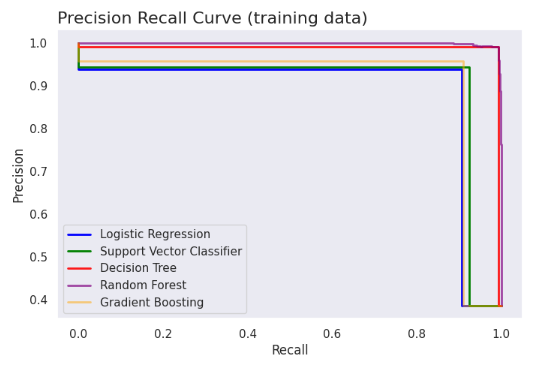 Precision Recall Curve (training data)
1.0
0.9
0.8
0.7
0.6
0.5
0.4
Precision
Logistic Regression
Support Vector Classifier
Decision Tree
Random Forest
Gradient Boosting
0.0 0.2 0.4 0.6 0.8 1.0
Recall